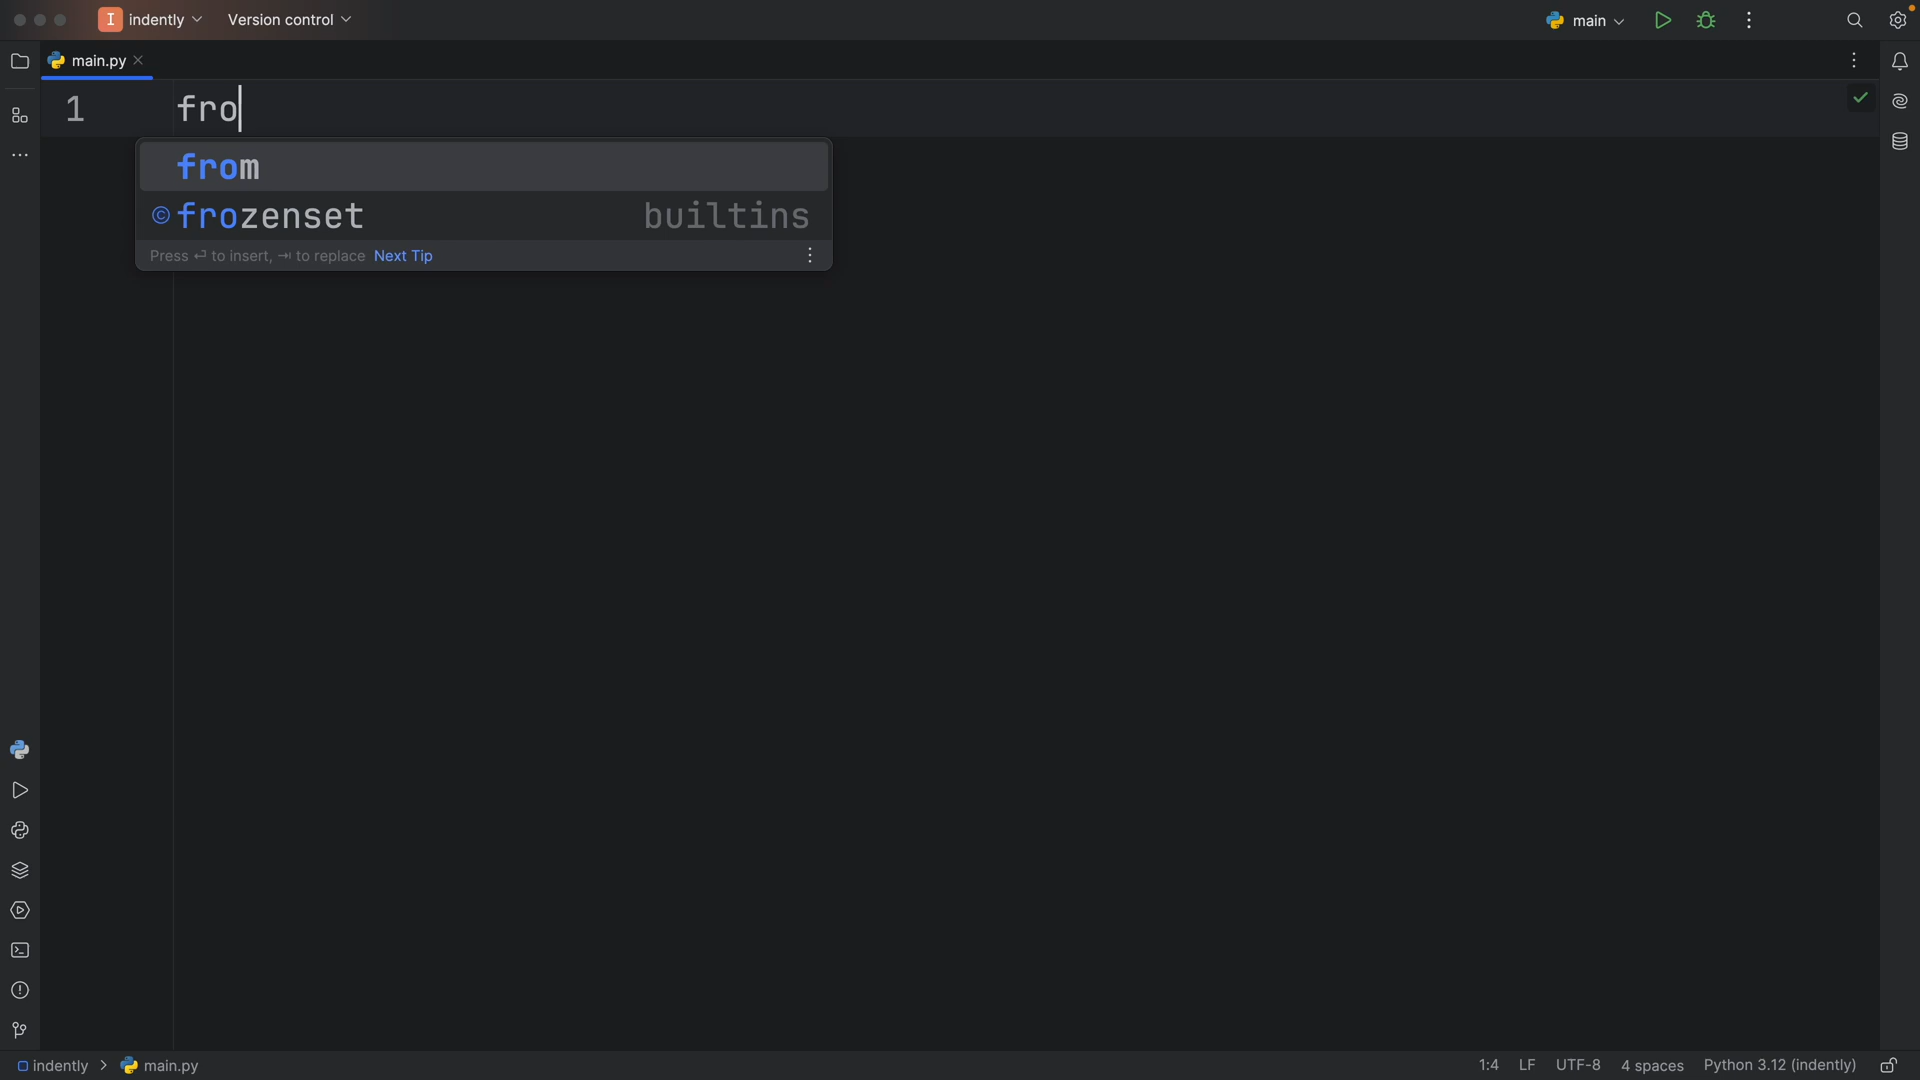 I indently Version control main
main.py
1 fro
from
frozenset builtins
Press ⏎ to insert, ⇥ to replace Next Tip
indently main.py 1:4 LF UTF-8 4 spaces Python 3.12 (indently)